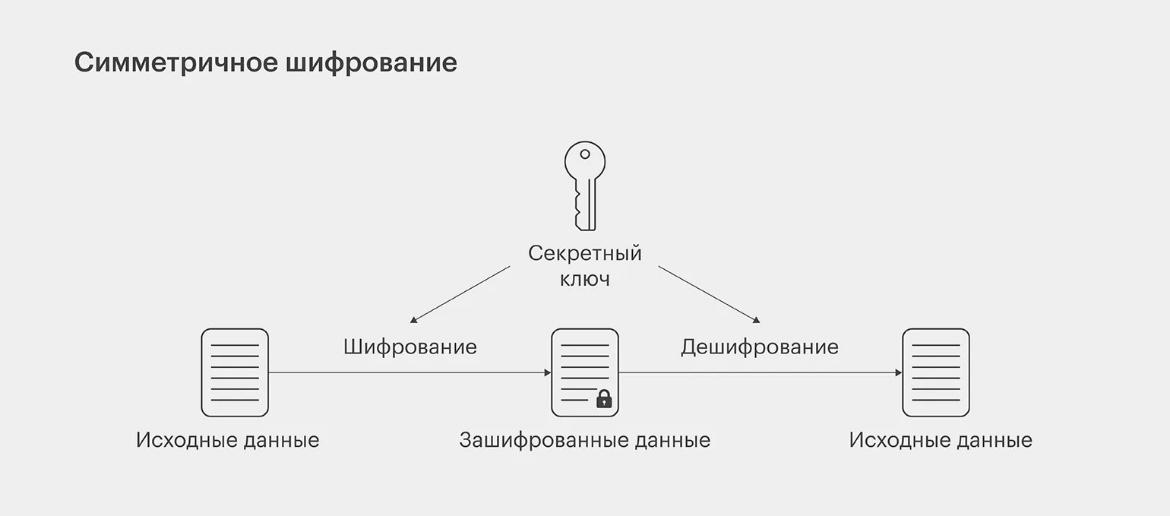 Симметричное шифрование
Секретный
ключ
Шифрование
Дешифрование
Исходные данные
Зашифрованные данные
Исходные данные